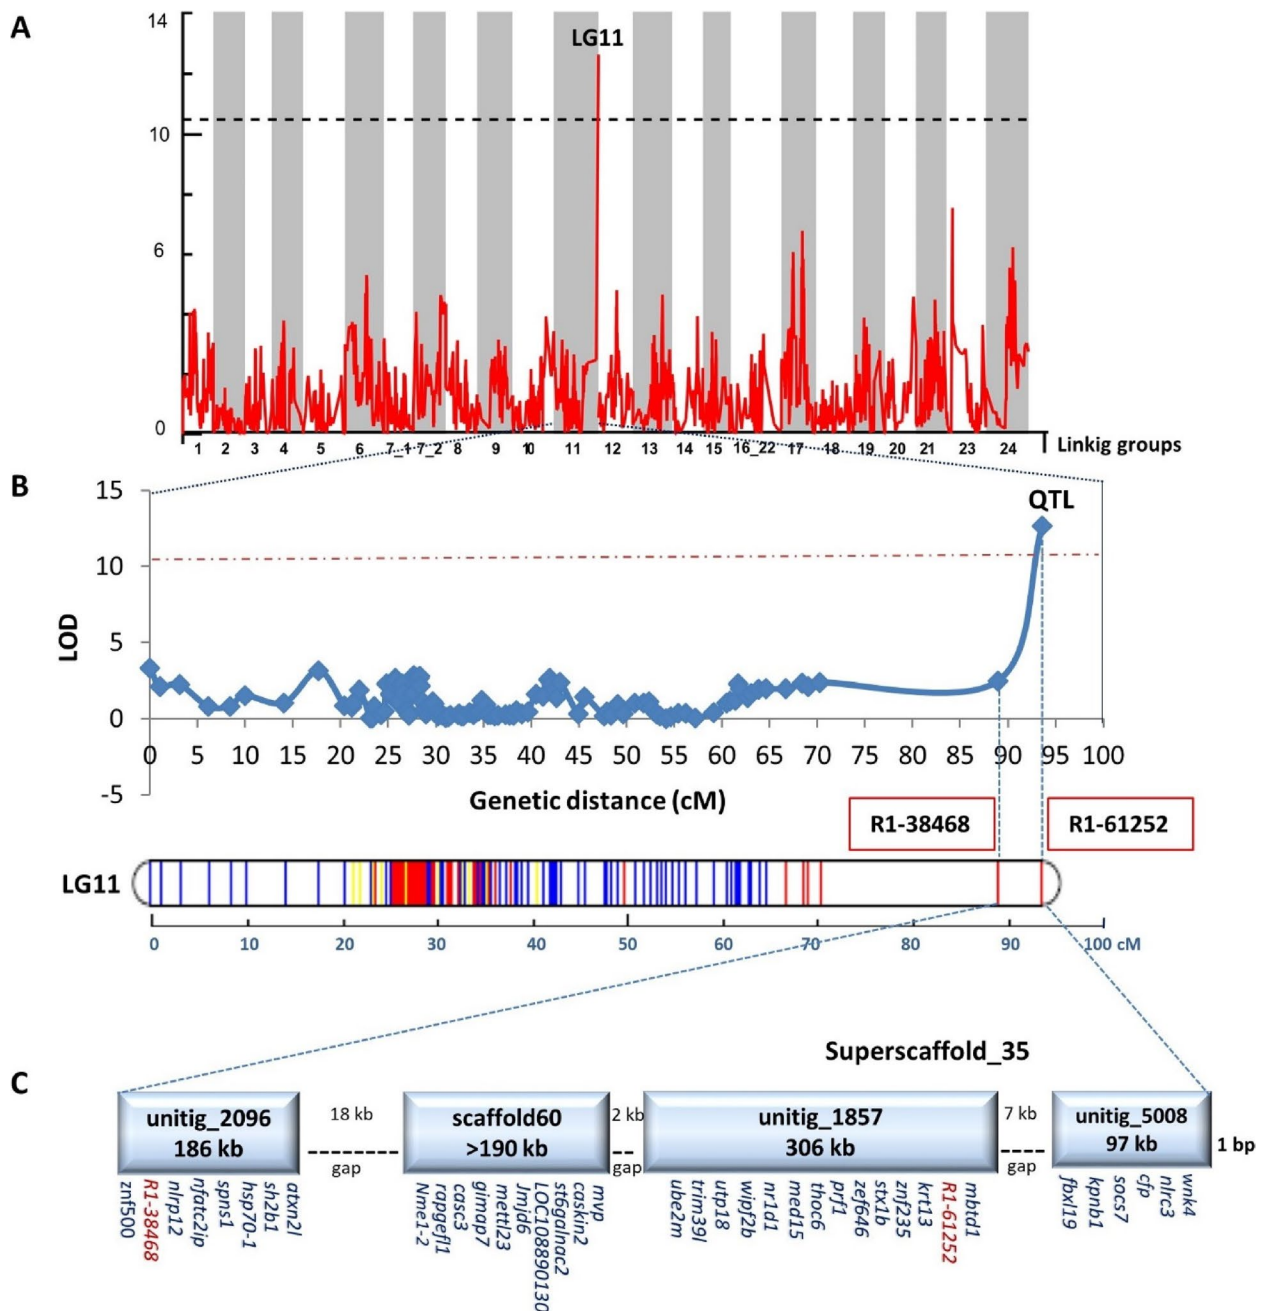 A
14
LG11
10
6
0
1 2 3 4 5 6 7_1 7_2 8 9 10 11 12 13 14 15 16_22 17 18 19 20 21 23 24 Linkig groups
B
15
QTL
10
LOD
5
0
0 5 10 15 20 25 30 35 40 45 50 55 60 65 70 75 80 85 90 95 100
-5
Genetic distance (cM)
R1-38468 R1-61252
LG11
0 10 20 30 40 50 60 70 80 90 100 cM
Superscaffold_35
C
unitig_2096
186 kb
18 kb
gap
scaffold60
>190 kb
2 kb
gap
unitig_1857
306 kb
7 kb
gap
unitig_5008
97 kb
1 bp
znf500
R1-38468
nlrp12
nfatc2ip
spns1
hsp70-1
sh2b1
atxn2l
Nme1-2
rapgefl1
casc3
gimap7
mettl23
Jmjd6
LOC108890130
st6galnac2
caskin2
mvp
ube2m
trim39l
utp18
wipf2b
nr1d1
med15
thoc6
prf1
zef646
stx1b
znf235
krt13
R1-61252
mbtd1
fbxl19
kpnb1
socs7
cfp
nlrc3
wnk4